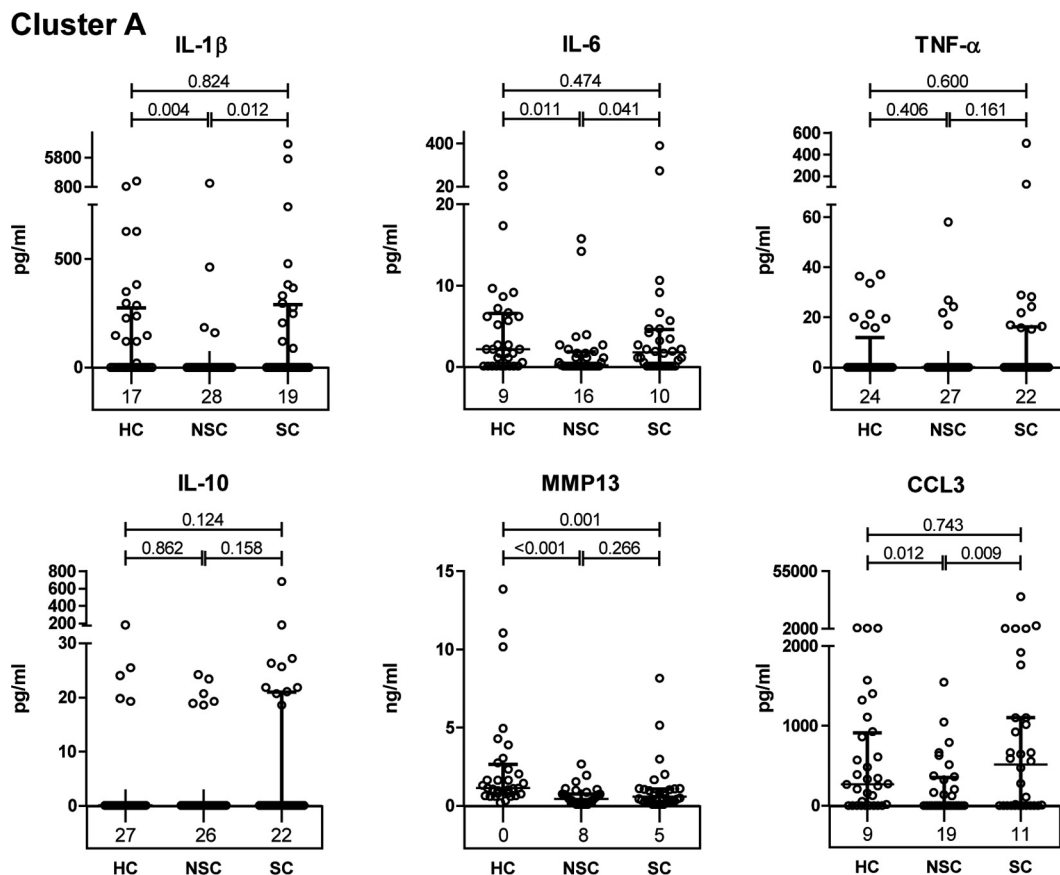 Cluster A
IL-1β
0.824
0.004 0.012
5800
800
500
0
pg/ml
17 28 19
HC NSC SC
IL-6
0.474
0.011 0.041
400
20
20
10
0
pg/ml
9 16 10
HC NSC SC
TNF-α
0.600
0.406 0.161
600
400
200
60
40
20
0
pg/ml
24 27 22
HC NSC SC
IL-10
0.124
0.862 0.158
800
600
400
200
30
20
10
0
pg/ml
27 26 22
HC NSC SC
MMP13
0.001
<0.001 0.266
15
10
5
0
ng/ml
0 8 5
HC NSC SC
CCL3
0.743
0.012 0.009
55000
2000
2000
1000
0
pg/ml
9 19 11
HC NSC SC